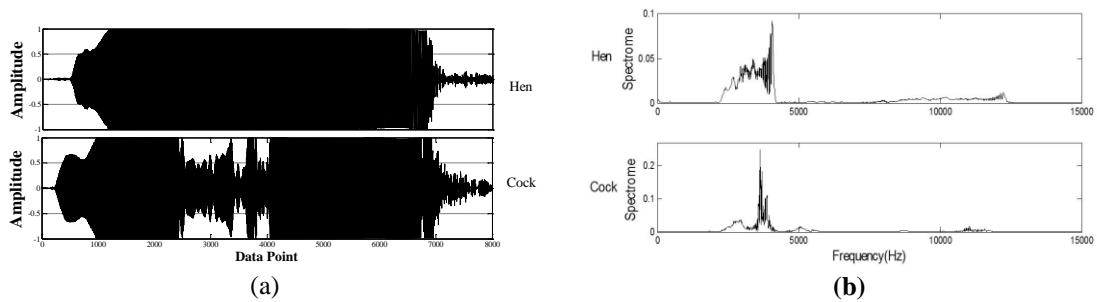 Amplitude
1
0.5
0
-0.5
-1
Hen
Amplitude
1
0.5
0
-0.5
-1
Cock
0 1000 2000 3000 4000 5000 6000 7000 8000
Data Point
(a)
Spectrome
0.1
0.05
0
Hen
0 5000 10000 15000
Spectrome
0.2
0.1
0
Cock
0 5000 10000 15000
Frequency(Hz)
(b)